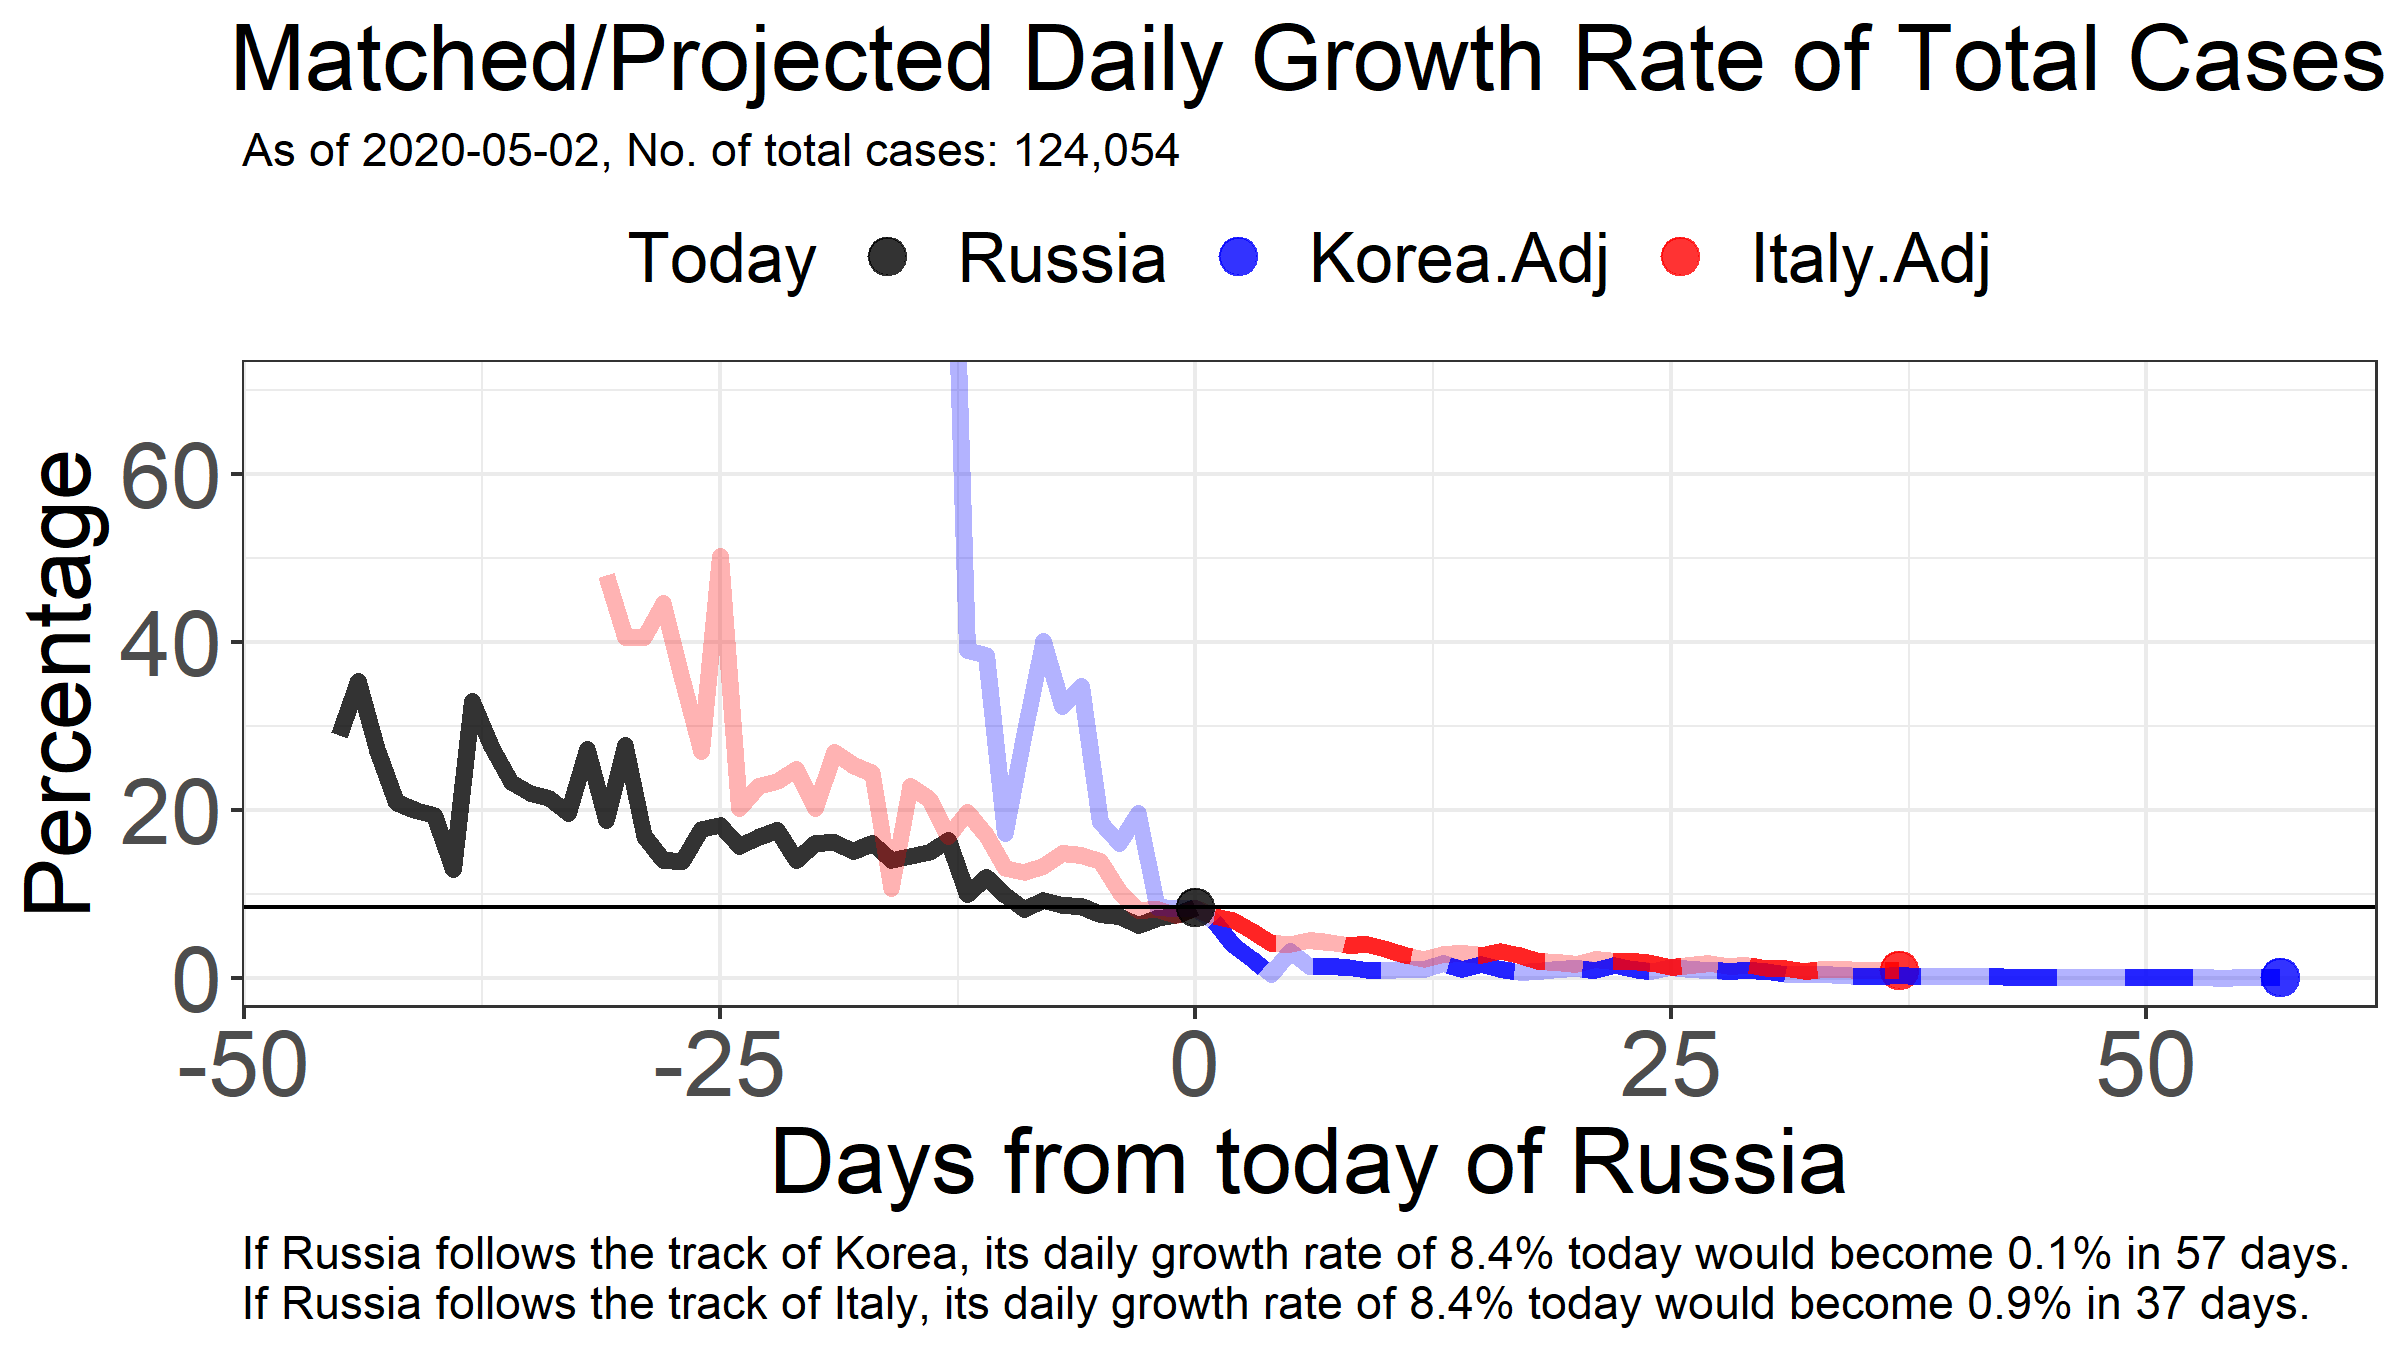 Matched/Projected Daily Growth Rate of Total Cases
As of 2020-05-02, No. of total cases: 124,054
Today Russia Korea.Adj Italy.Adj
Percentage
60
40
20
0
-50 -25 0 25 50
Days from today of Russia
If Russia follows the track of Korea, its daily growth rate of 8.4% today would become 0.1% in 57 days.
If Russia follows the track of Italy, its daily growth rate of 8.4% today would become 0.9% in 37 days.